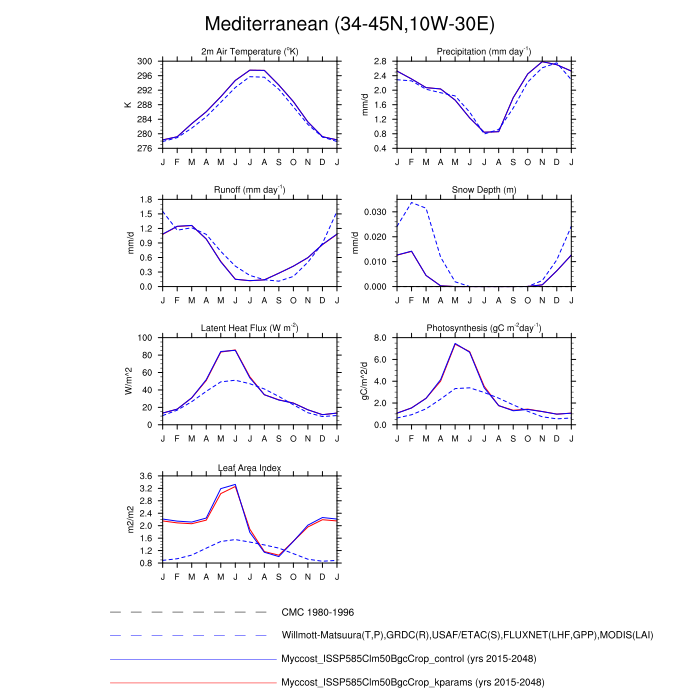 Mediterranean (34-45N,10W-30E)
2m Air Temperature (°K)
Precipitation (mm day-1)
300
296
292
288
284
280
276
K
J F M A M J J A S O N D J
2.8
2.4
2.0
1.6
1.2
0.8
0.4
mm/d
J F M A M J J A S O N D J
Runoff (mm day-1)
Snow Depth (m)
1.8
1.5
1.2
0.9
0.6
0.3
0.0
mm/d
J F M A M J J A S O N D J
0.030
0.020
0.010
0.000
mm/d
J F M A M J J A S O N D J
Latent Heat Flux (W m-2)
Photosynthesis (gC m-2day-1)
100
80
60
40
20
0
W/m^2
J F M A M J J A S O N D J
8.0
6.0
4.0
2.0
0.0
gC/m^2/d
J F M A M J J A S O N D J
Leaf Area Index
3.6
3.2
2.8
2.4
2.0
1.6
1.2
0.8
m2/m2
J F M A M J J A S O N D J
CMC 1980-1996
Willmott-Matsuura(T,P),GRDC(R),USAF/ETAC(S),FLUXNET(LHF,GPP),MODIS(LAI)
Myccost_ISSP585Clm50BgcCrop_control (yrs 2015-2048)
Myccost_ISSP585Clm50BgcCrop_kparams (yrs 2015-2048)